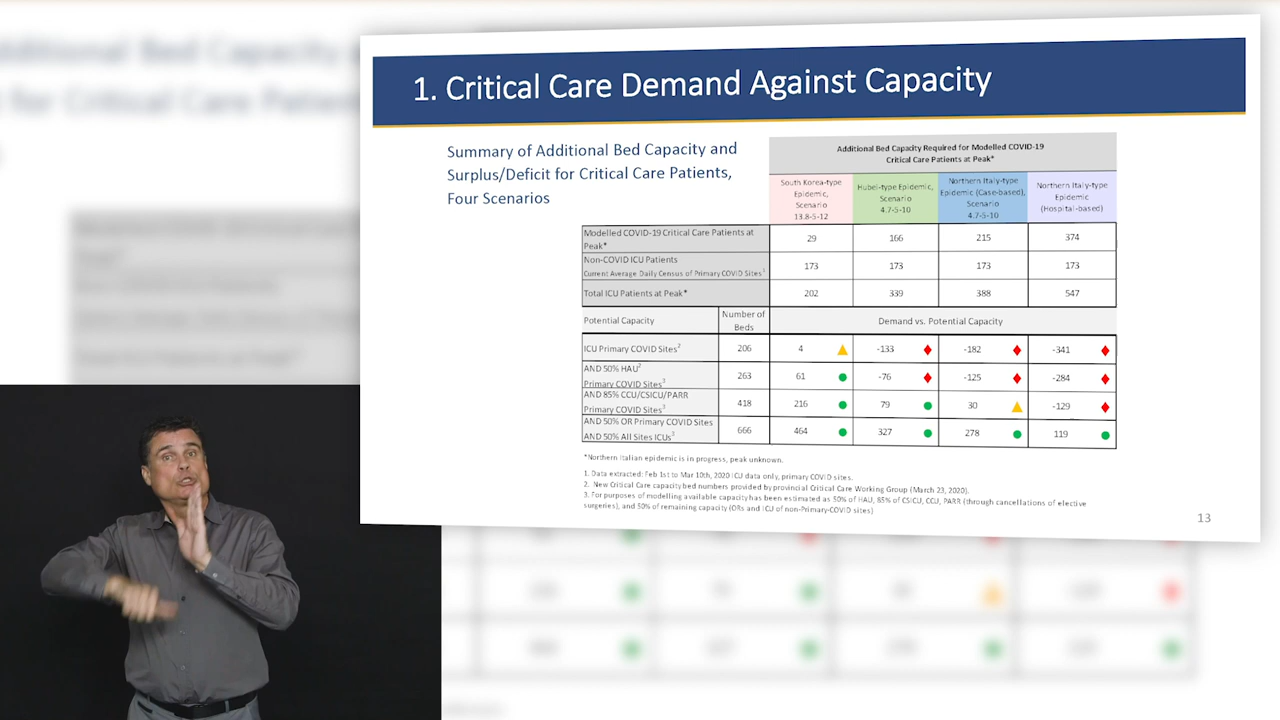 1. Critical Care Demand Against Capacity
Summary of Additional Bed Capacity and
Surplus/Deficit for Critical Care Patients,
Four Scenarios
Additional Bed Capacity Required for Modelled COVID-19
Critical Care Patients at Peak*
South Korea-type
Epidemic,
Scenario
13.8-5-12
Hubei-type Epidemic,
Scenario
4.7-5-10
Northern Italy-type
Epidemic (Case-based),
Scenario
4.7-5-10
Northern Italy-type
Epidemic
(Hospital-based)
Modelled COVID-19 Critical Care Patients at
Peak*
29 166 215 374
Non-COVID ICU Patients
Current Average Daily Census of Primary COVID Sites1
173 173 173 173
Total ICU Patients at Peak* 202 339 388 547
Potential Capacity
Number of
Beds
Demand vs. Potential Capacity
ICU Primary COVID Sites2 206 4 -133 -182 -341
AND 50% HAU2
Primary COVID Sites3
263 61 -76 -125 -284
AND 85% CCU/CSICU/PARR
Primary COVID Sites3
418 216 79 30 -129
AND 50% OR Primary COVID Sites
AND 50% All Sites ICUs3
666 464 327 278 119
*Northern Italian epidemic is in progress, peak unknown.
1. Data extracted: Feb 1st to Mar 10th, 2020 ICU data only, primary COVID sites.
2. New Critical Care capacity bed numbers provided by provincial Critical Care Working Group (March 23, 2020).
3. For purposes of modelling available capacity has been estimated as 50% of HAU, 85% of CSICU, CCU, PARR (through cancellations of elective
surgeries), and 50% of remaining capacity (ORs and ICU of non-Primary-COVID sites)
13
Additional Bed Capacity
for Critical Care Patient